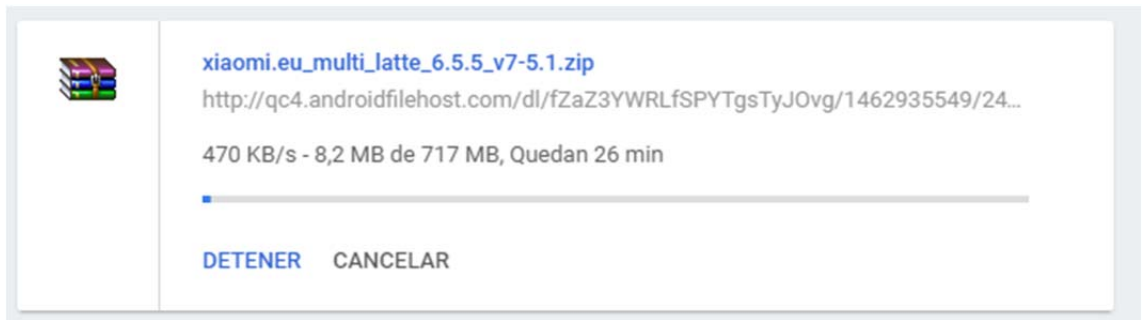 xiaomi.eu_multi_latte_6.5.5_v7-5.1.zip
http://qc4.androidfilehost.com/dl/fZaZ3YWRLfSPYTgsTyJOvg/1462935549/24...
470 KB/s - 8,2 MB de 717 MB, Quedan 26 min
DETENER CANCELAR